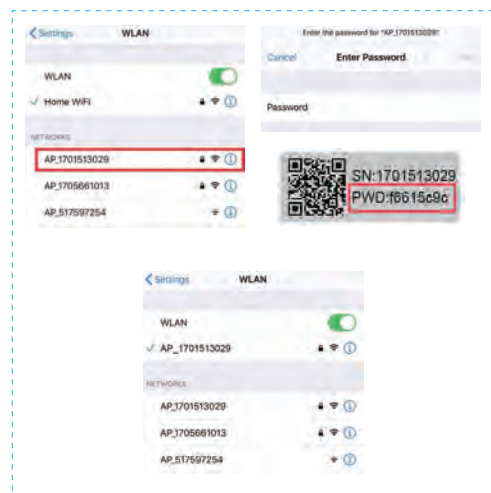 Settings
WLAN
WLAN
Home WiFi
NETWORKS
AP_1701513029
AP_1705661013
AP_517597254
Enter the password for "AP_1701513029"
Cancel
Enter Password
Password
SN:1701513029
PWD:f6615c9c
Settings
WLAN
WLAN
AP_1701513029
NETWORKS
AP_1701513029
AP_1705661013
AP_517597254